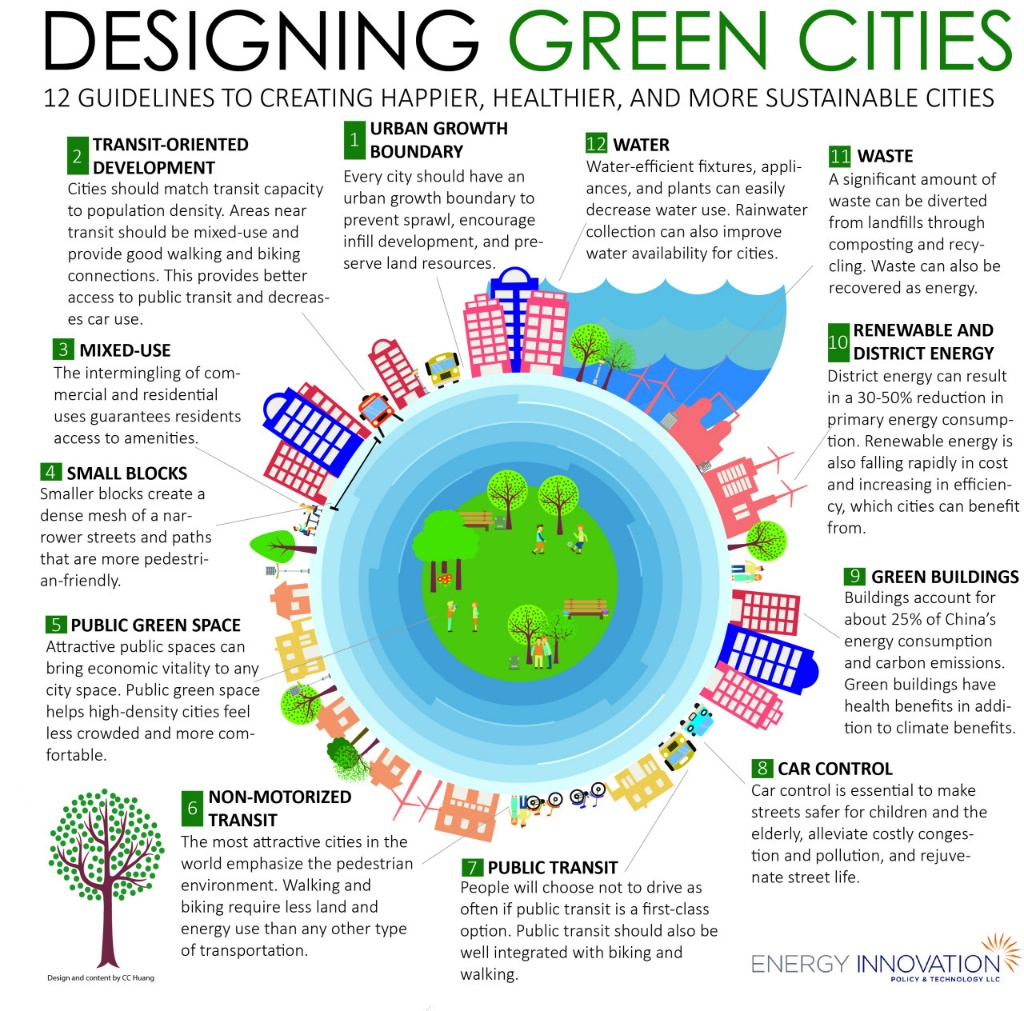 DESIGNING GREEN CITIES
12 GUIDELINES TO CREATING HAPPIER, HEALTHIER, AND MORE SUSTAINABLE CITIES
1 URBAN GROWTH
BOUNDARY
Every city should have an
urban growth boundary to
prevent sprawl, encourage
infill development, and pre-
serve land resources.
2 TRANSIT-ORIENTED
DEVELOPMENT
Cities should match transit capacity
to population density. Areas near
transit should be mixed-use and
provide good walking and biking
connections. This provides better
access to public transit and decreas-
es car use.
3 MIXED-USE
The intermingling of com-
mercial and residential
uses guarantees residents
access to amenities.
4 SMALL BLOCKS
Smaller blocks create a
dense mesh of a nar-
rower streets and paths
that are more pedestri-
an-friendly.
5 PUBLIC GREEN SPACE
Attractive public spaces can
bring economic vitality to any
city space. Public green space
helps high-density cities feel
less crowded and more com-
fortable.
6 NON-MOTORIZED
TRANSIT
The most attractive cities in the
world emphasize the pedestrian
environment. Walking and
biking require less land and
energy use than any other type
of transportation.
7 PUBLIC TRANSIT
People will choose not to drive as
often if public transit is a first-class
option. Public transit should also be
well integrated with biking and
walking.
8 CAR CONTROL
Car control is essential to make
streets safer for children and the
elderly, alleviate costly conges-
tion and pollution, and rejuve-
nate street life.
9 GREEN BUILDINGS
Buildings account for
about 25% of China's
energy consumption
and carbon emissions.
Green buildings have
health benefits in addi-
tion to climate benefits.
10 RENEWABLE AND
DISTRICT ENERGY
District energy can result
in a 30-50% reduction in
primary energy consump-
tion. Renewable energy is
also falling rapidly in cost
and increasing in efficien-
cy, which cities can benefit
from.
11 WASTE
A significant amount of
waste can be diverted
from landfills through
composting and recy-
cling. Waste can also be
recovered as energy.
12 WATER
Water-efficient fixtures, appli-
ances, and plants can easily
decrease water use. Rainwater
collection can also improve
water availability for cities.
Design and content by CC Huang
ENERGY INNOVATION
POLICY & TECHNOLOGY LLC